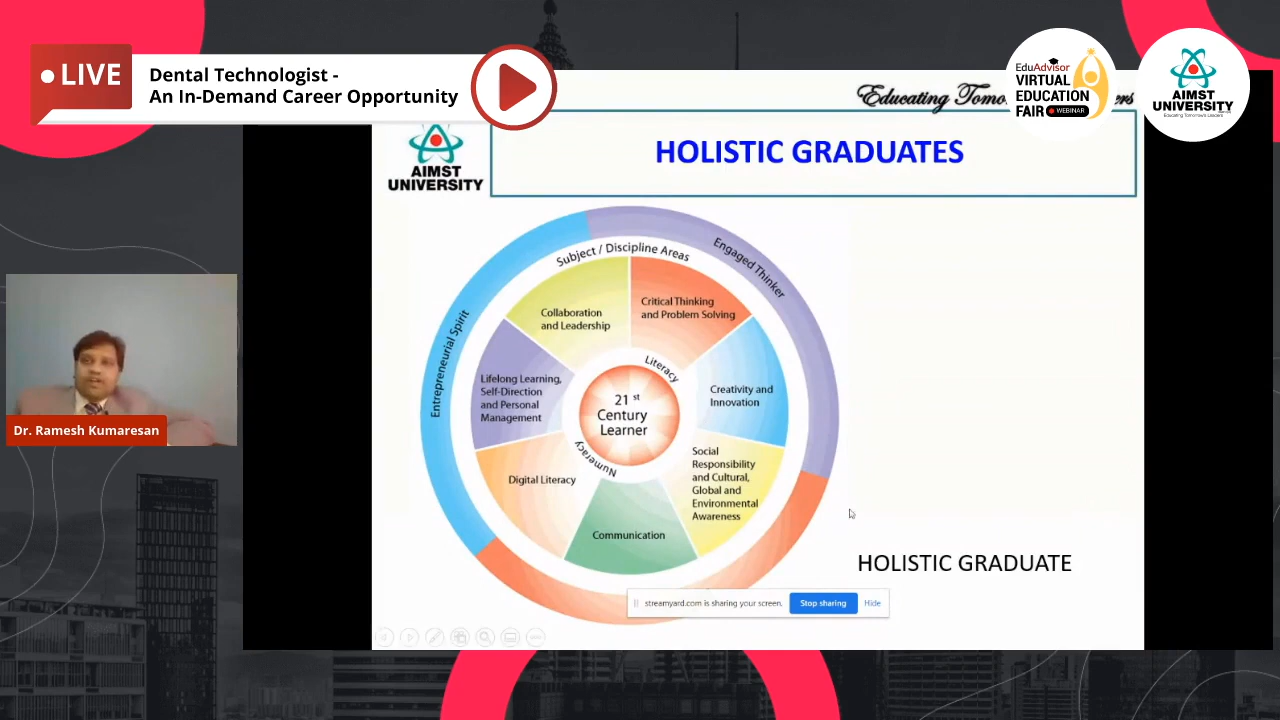 LIVE
Dental Technologist -
An In-Demand Career Opportunity
EduAdvisor
VIRTUAL
EDUCATION
FAIR WEBINAR
AIMST
UNIVERSITY
Educating Tomorrow's Leaders
Educating
AIMST
UNIVERSITY
HOLISTIC GRADUATES
Subject / Discipline Areas
Engaged Thinker
Entrepreneurial Spirit
Collaboration
and Leadership
Critical Thinking
and Problem Solving
Literacy
Lifelong Learning,
Self-Direction
and Personal
Management
21 st
Century
Learner
Creativity and
Innovation
Numeracy
Digital Literacy
Social
Responsibility
and Cultural,
Global and
Environmental
Awareness
Communication
HOLISTIC GRADUATE
streamyard.com is sharing your screen.
Stop sharing
Hide
Dr. Ramesh Kumaresan